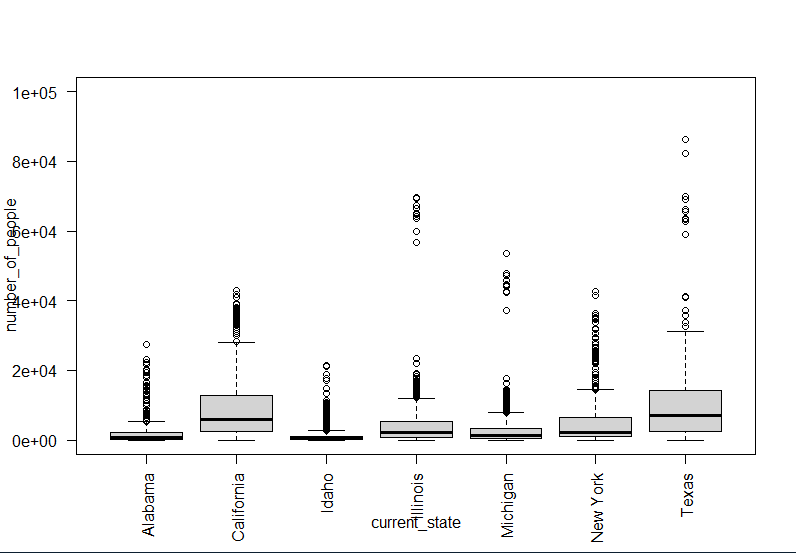 1e+05
8e+04
6e+04
4e+04
2e+04
0e+00
number_of_people
Alabama
California
Idaho
Illinois
Michigan
New York
Texas
current_state